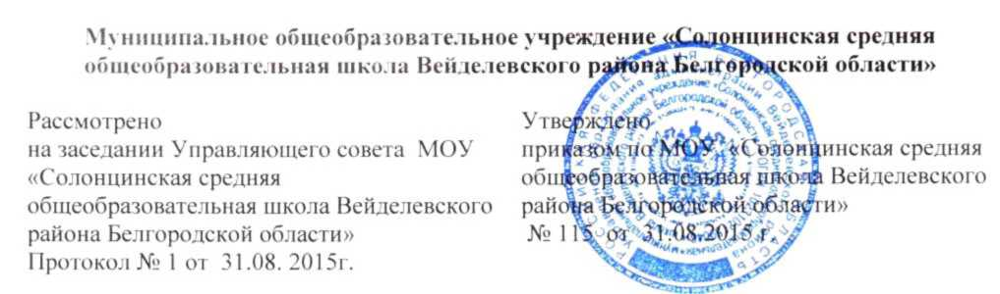 Муниципальное общеобразовательное учреждение «Солонцинская средняя
общеобразовательная школа Вейделевского района Белгородской области»
Рассмотрено
на заседании Управляющего совета МОУ
«Солонцинская средняя
общеобразовательная школа Вейделевского
района Белгородской области»
Протокол № 1 от 31.08. 2015г.
Утверждено
приказом по МОУ «Солонцинская средняя
общеобразовательная школа Вейделевского
района Белгородской области»
№ 115 от 31.08.2015 г.